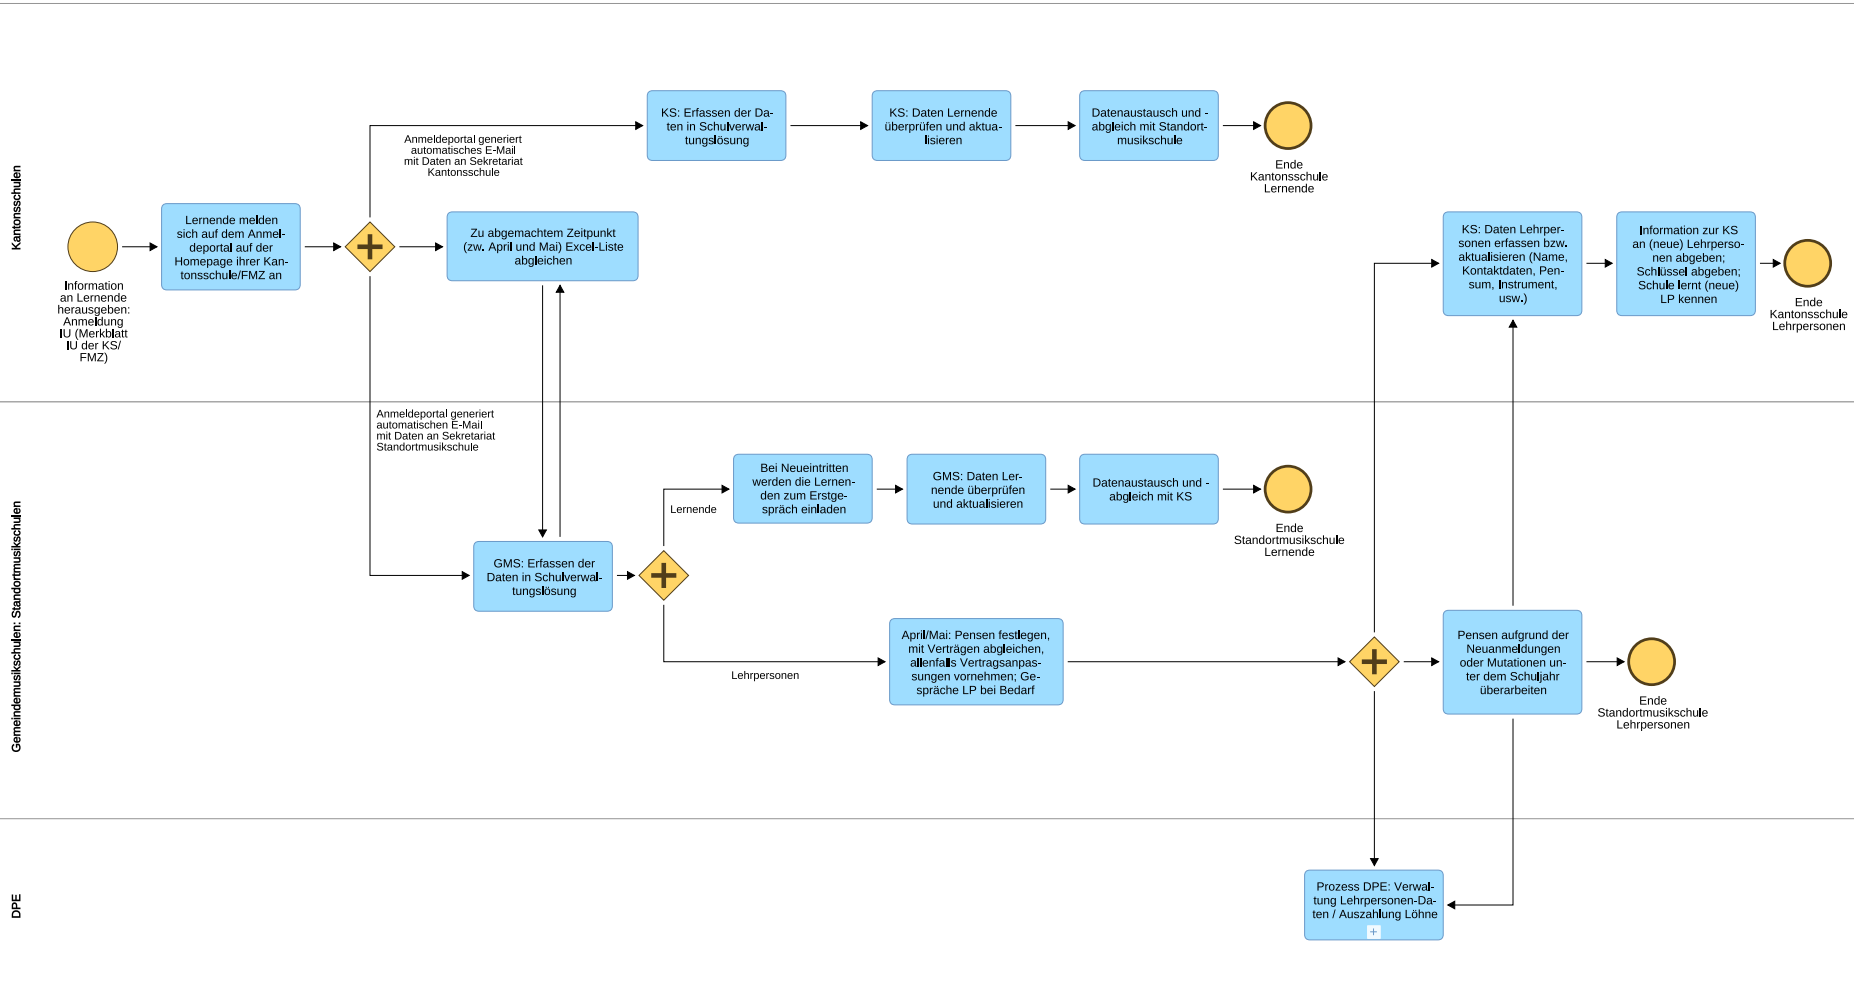 Kantonsschulen
Information
an Lernende
herausgeben:
Anmeldung
IU (Merkblatt
IU der KS/
FMZ)
Lernende melden
sich auf dem Anmel-
deportal auf der
Homepage ihrer Kan-
tonsschule/FMZ an
Anmeldeportal generiert
automatisches E-Mail
mit Daten an Sekretariat
Kantonsschule
KS: Erfassen der Da-
ten in Schulverwal-
tungslösung
KS: Daten Lernende
überprüfen und aktua-
lisieren
Datenaustausch und -
abgleich mit Standort-
musikschule
Ende
Kantonsschule
Lernende
Zu abgemachtem Zeitpunkt
(zw. April und Mai) Excel-Liste
abgleichen
KS: Daten Lehrper-
sonen erfassen bzw.
aktualisieren (Name,
Kontaktdaten, Pen-
sum, Instrument,
usw.)
Information zur KS
an (neue) Lehrperso-
nen abgeben;
Schlüssel abgeben;
Schule lernt (neue)
LP kennen
Ende
Kantonsschule
Lehrpersonen
Gemeindemusikschulen: Standortmusikschulen
Anmeldeportal generiert
automatischen E-Mail
mit Daten an Sekretariat
Standortmusikschule
GMS: Erfassen der
Daten in Schulverwal-
tungslösung
Lernende
Bei Neueintritten
werden die Lernen-
den zum Erstge-
spräch einladen
GMS: Daten Ler-
nende überprüfen
und aktualisieren
Datenaustausch und -
abgleich mit KS
Ende
Standortmusikschule
Lernende
Lehrpersonen
April/Mai: Pensen festlegen,
mit Verträgen abgleichen,
allenfalls Vertragsanpas-
sungen vornehmen; Ge-
spräche LP bei Bedarf
Pensen aufgrund der
Neuanmeldungen
oder Mutationen un-
ter dem Schuljahr
überarbeiten
Ende
Standortmusikschule
Lehrpersonen
DPE
Prozess DPE: Verwal-
tung Lehrpersonen-Da-
ten / Auszahlung Löhne